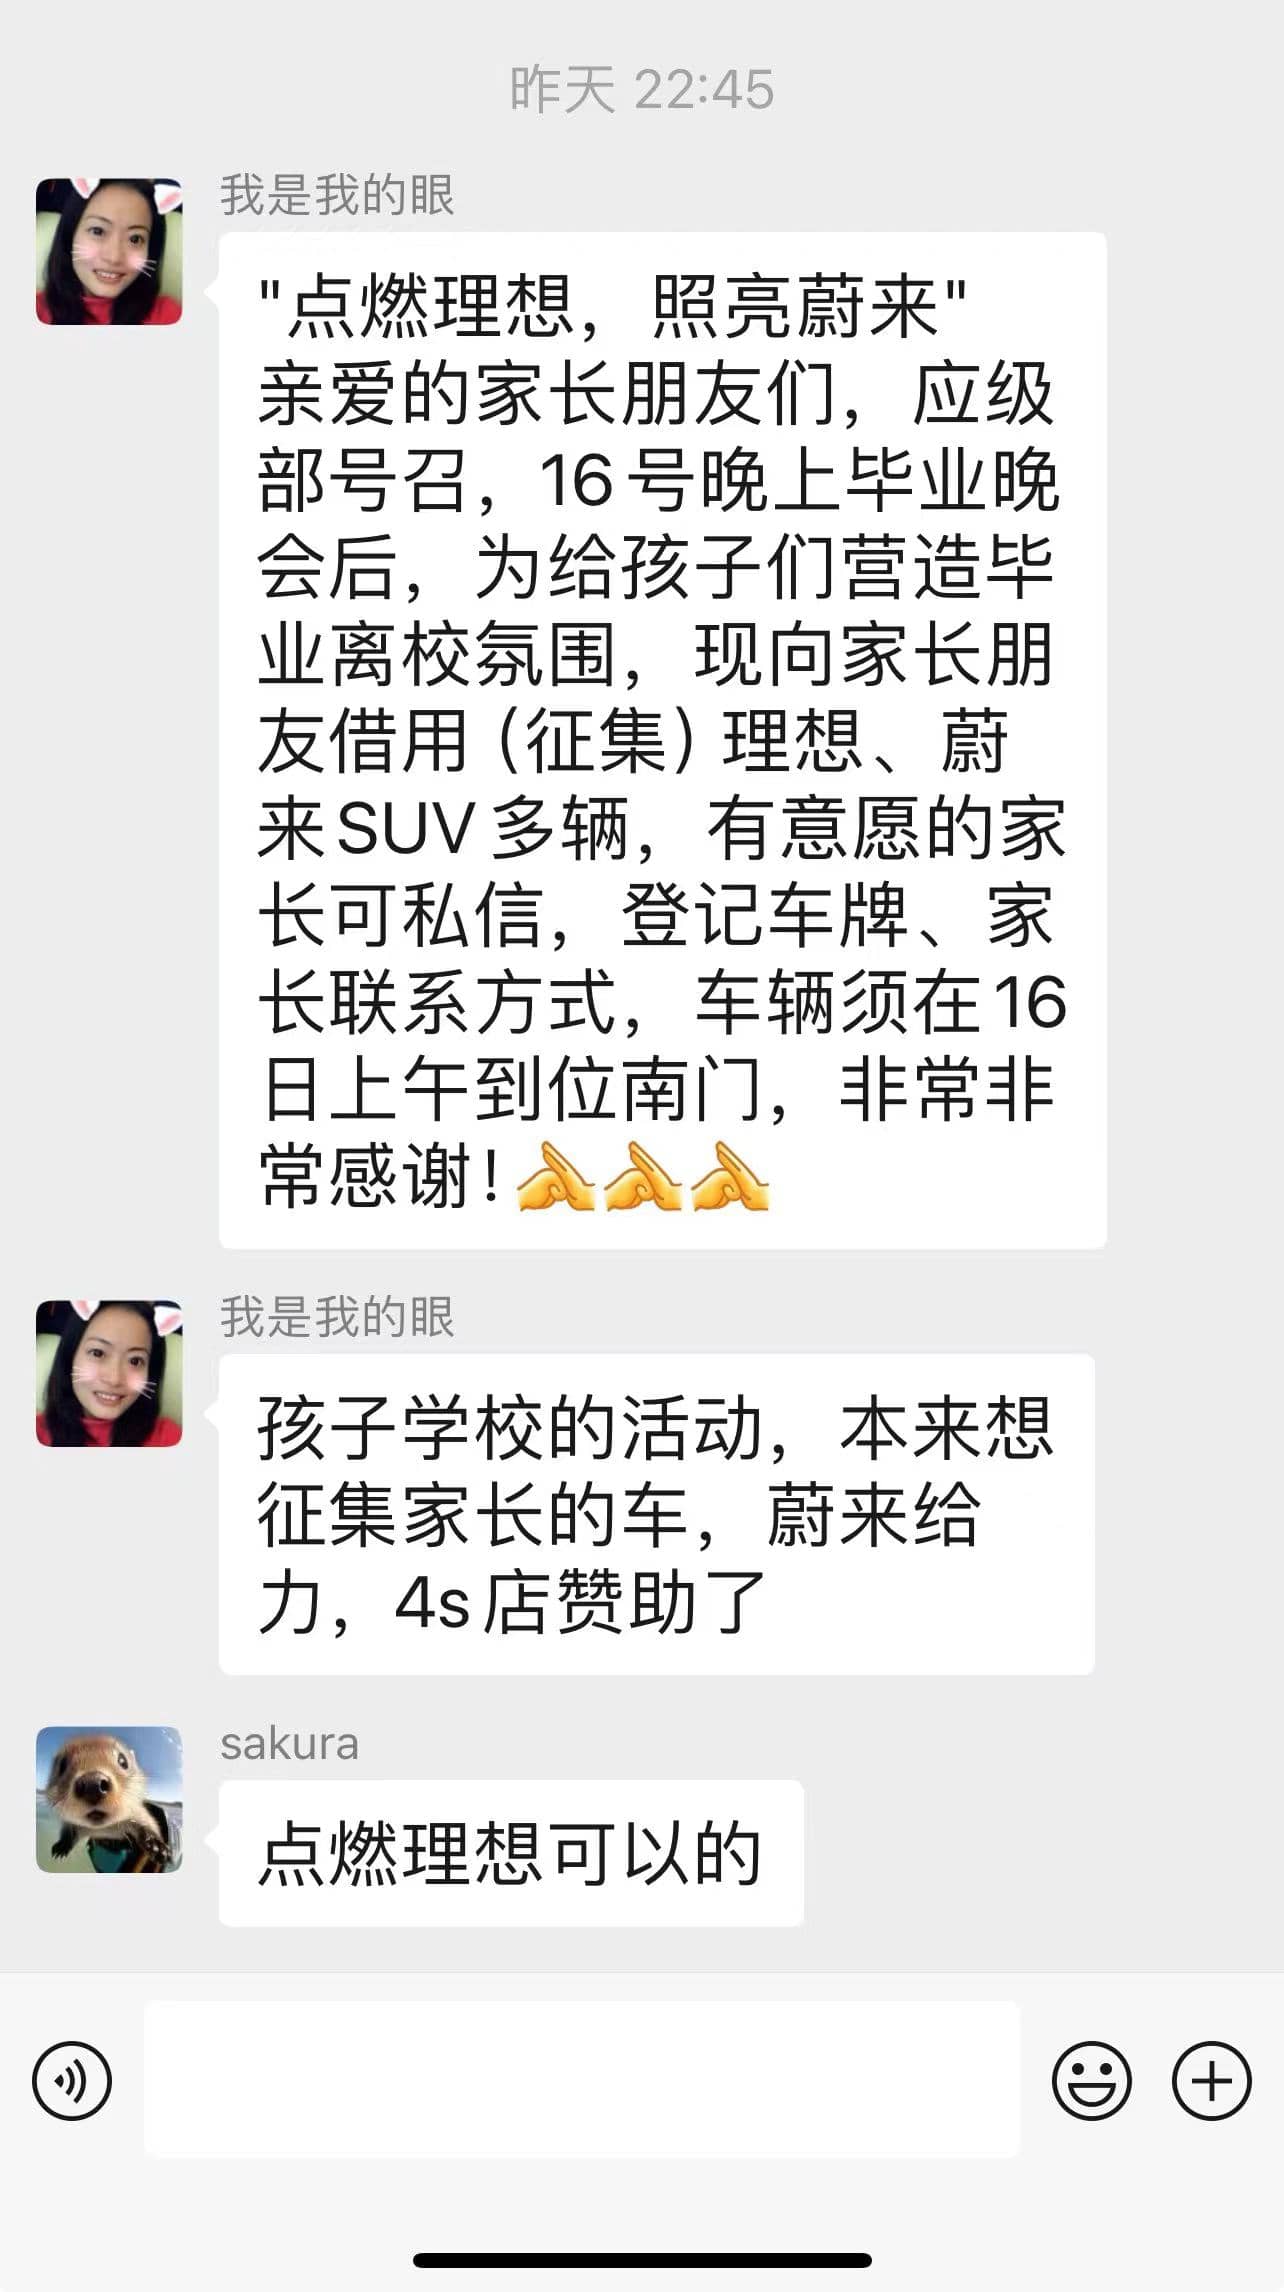 昨天 22:45
我是我的眼
"点燃理想，照亮蔚来"
亲爱的家长朋友们，应级
部号召，16号晚上毕业晚
会后，为给孩子们营造毕
业离校氛围，现向家长朋
友借用（征集）理想、蔚
来SUV多辆，有意愿的家
长可私信，登记车牌、家
长联系方式，车辆须在16
日上午到位南门，非常非
常感谢！
我是我的眼
孩子学校的活动，本来想
征集家长的车，蔚来给
力，4s店赞助了
sakura
点燃理想可以的